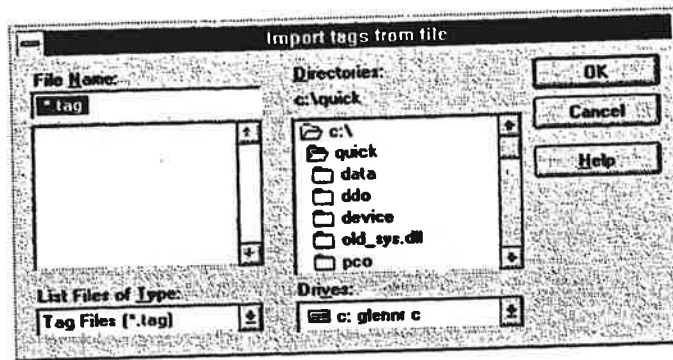 Import tags from file
File Name:
*.tag
Directories:
c:\quick
c:\
quick
data
ddo
device
old_sys.dll
pco
OK
Cancel
Help
List Files of Type:
Tag Files (*.tag)
Drives:
c: glennr c